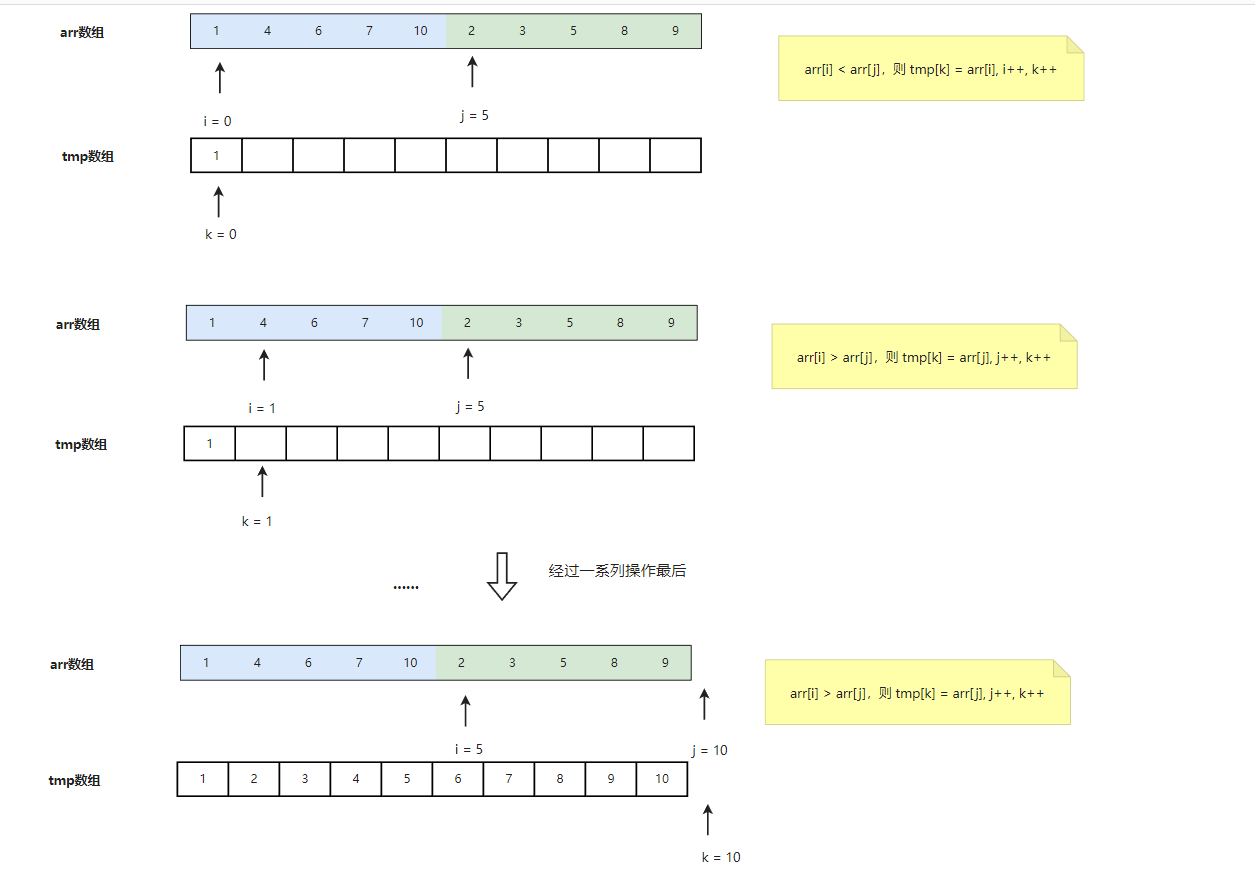 arr数组 1 4 6 7 10 2 3 5 8 9
arr[i] < arr[j]，则 tmp[k] = arr[i], i++, k++
i = 0 j = 5
tmp数组 1
k = 0
arr数组 1 4 6 7 10 2 3 5 8 9
arr[i] > arr[j]，则 tmp[k] = arr[j], j++, k++
i = 1 j = 5
tmp数组 1
k = 1
...... 经过一系列操作最后
arr数组 1 4 6 7 10 2 3 5 8 9
arr[i] > arr[j]，则 tmp[k] = arr[j], j++, k++
i = 5 j = 10
tmp数组 1 2 3 4 5 6 7 8 9 10
k = 10